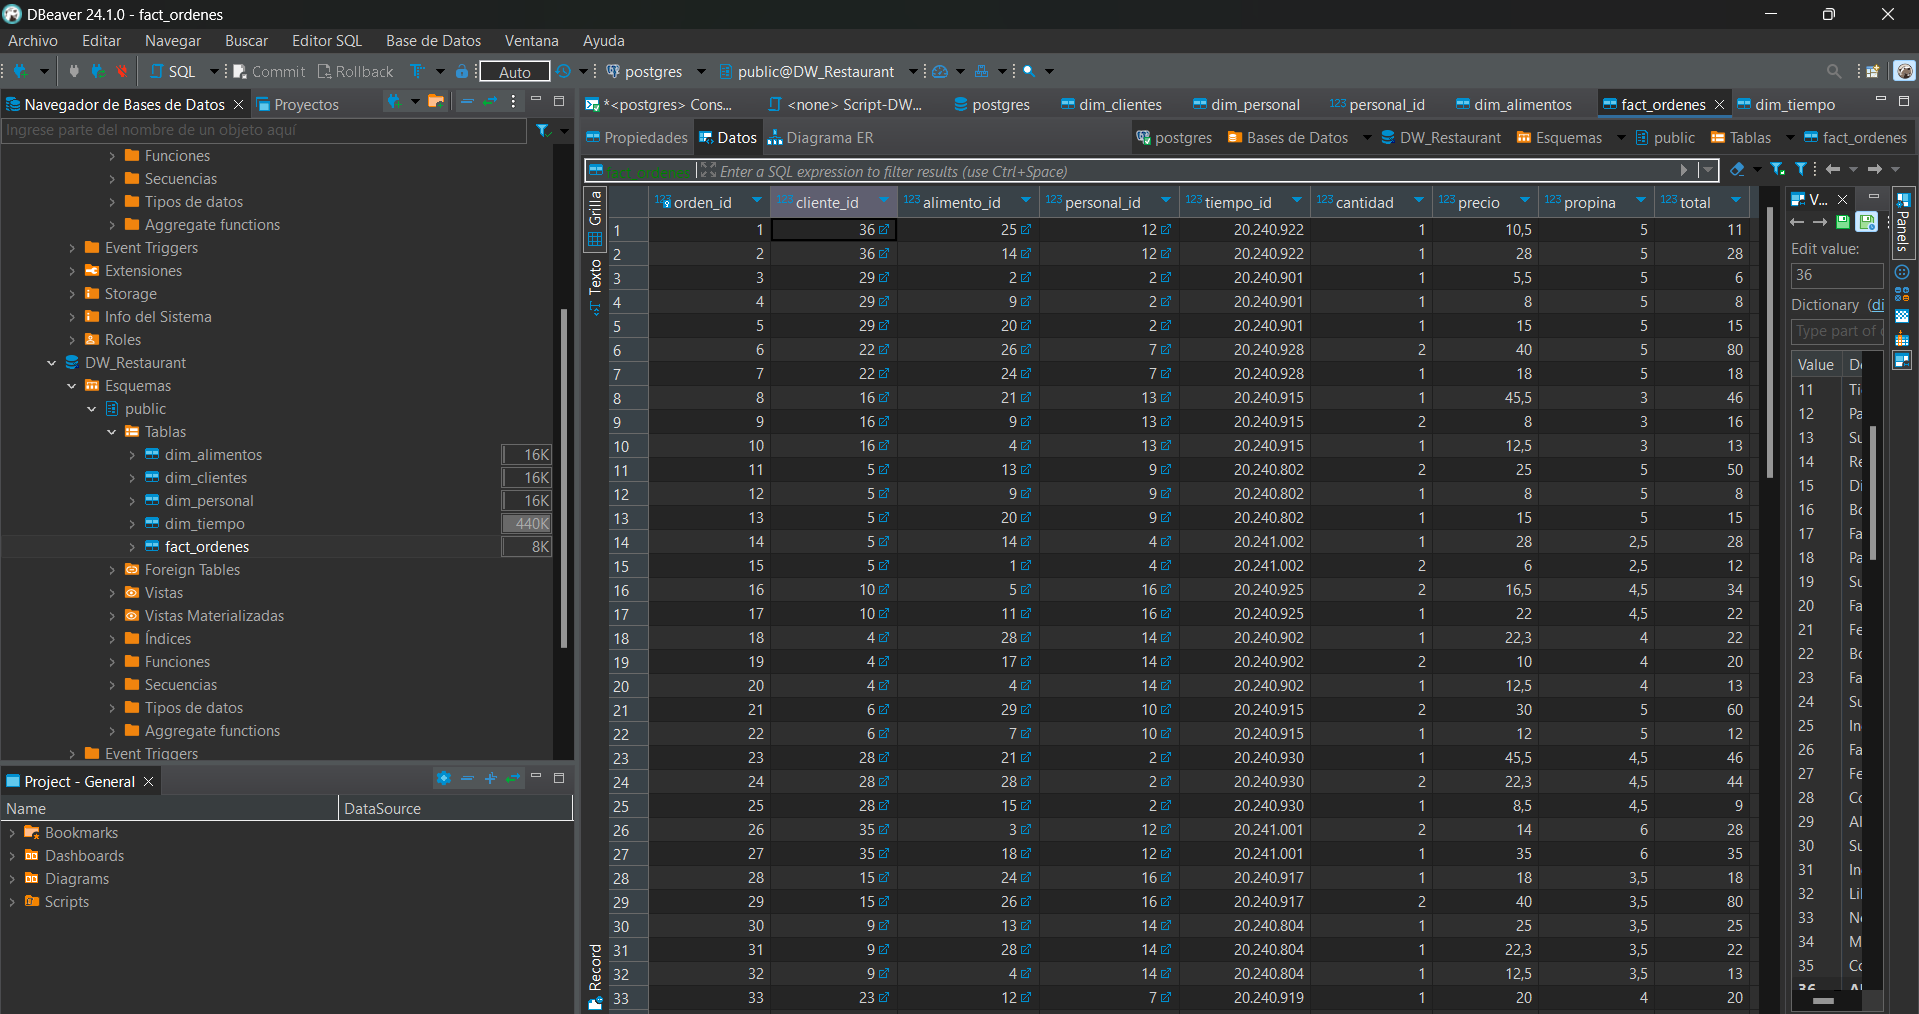 DBeaver 24.1.0 - fact_ordenes
Archivo Editar Navegar Buscar Editor SQL Base de Datos Ventana Ayuda
SQL Commit Rollback Auto postgres public@DW_Restaurant
Navegador de Bases de Datos Proyectos
Ingrese parte del nombre de un objeto aquí
Funciones
Secuencias
Tipos de datos
Aggregate functions
Event Triggers
Extensiones
Storage
Info del Sistema
Roles
DW_Restaurant
Esquemas
public
Tablas
dim_alimentos 16K
dim_clientes 16K
dim_personal 16K
dim_tiempo 440K
fact_ordenes 8K
Foreign Tables
Vistas
Vistas Materializadas
Índices
Funciones
Secuencias
Tipos de datos
Aggregate functions
Event Triggers
Project - General
Name DataSource
Bookmarks
Dashboards
Diagrams
Scripts
*<postgres> Cons... <none> Script-DW... postgres dim_clientes dim_personal 123 personal_id dim_alimentos fact_ordenes dim_tiempo
Propiedades Datos Diagrama ER postgres Bases de Datos DW_Restaurant Esquemas public Tablas fact_ordenes
fact_ordenes Enter a SQL expression to filter results (use Ctrl+Space)
Grilla
Texto
Record
123 orden_id 123 cliente_id 123 alimento_id 123 personal_id 123 tiempo_id 123 cantidad 123 precio 123 propina 123 total
1 1 36 25 12 20.240.922 1 10,5 5 11
2 2 36 14 12 20.240.922 1 28 5 28
3 3 29 2 2 20.240.901 1 5,5 5 6
4 4 29 9 2 20.240.901 1 8 5 8
5 5 29 20 2 20.240.901 1 15 5 15
6 6 22 26 7 20.240.928 2 40 5 80
7 7 22 24 7 20.240.928 1 18 5 18
8 8 16 21 13 20.240.915 1 45,5 3 46
9 9 16 9 13 20.240.915 2 8 3 16
10 10 16 4 13 20.240.915 1 12,5 3 13
11 11 5 13 9 20.240.802 2 25 5 50
12 12 5 9 9 20.240.802 1 8 5 8
13 13 5 20 9 20.240.802 1 15 5 15
14 14 5 14 4 20.241.002 1 28 2,5 28
15 15 5 1 4 20.241.002 2 6 2,5 12
16 16 10 5 16 20.240.925 2 16,5 4,5 34
17 17 10 11 16 20.240.925 1 22 4,5 22
18 18 4 28 14 20.240.902 1 22,3 4 22
19 19 4 17 14 20.240.902 2 10 4 20
20 20 4 4 14 20.240.902 1 12,5 4 13
21 21 6 29 10 20.240.915 2 30 5 60
22 22 6 7 10 20.240.915 1 12 5 12
23 23 28 21 2 20.240.930 1 45,5 4,5 46
24 24 28 28 2 20.240.930 2 22,3 4,5 44
25 25 28 15 2 20.240.930 1 8,5 4,5 9
26 26 35 3 12 20.241.001 2 14 6 28
27 27 35 18 12 20.241.001 1 35 6 35
28 28 15 24 16 20.240.917 1 18 3,5 18
29 29 15 26 16 20.240.917 2 40 3,5 80
30 30 9 13 14 20.240.804 1 25 3,5 25
31 31 9 28 14 20.240.804 1 22,3 3,5 22
32 32 9 4 14 20.240.804 1 12,5 3,5 13
33 33 23 12 7 20.240.919 1 20 4 20
V...
Edit value:
36
Dictionary (di
Type part of
Value
11
12 Pa
13
14
15
16
17 Fa
18 Pa
19
20 Fa
21
22
23 Fa
24
25 In
26 Fa
27
28
29
30
31 In
32
33
34 M
35
36
Panels